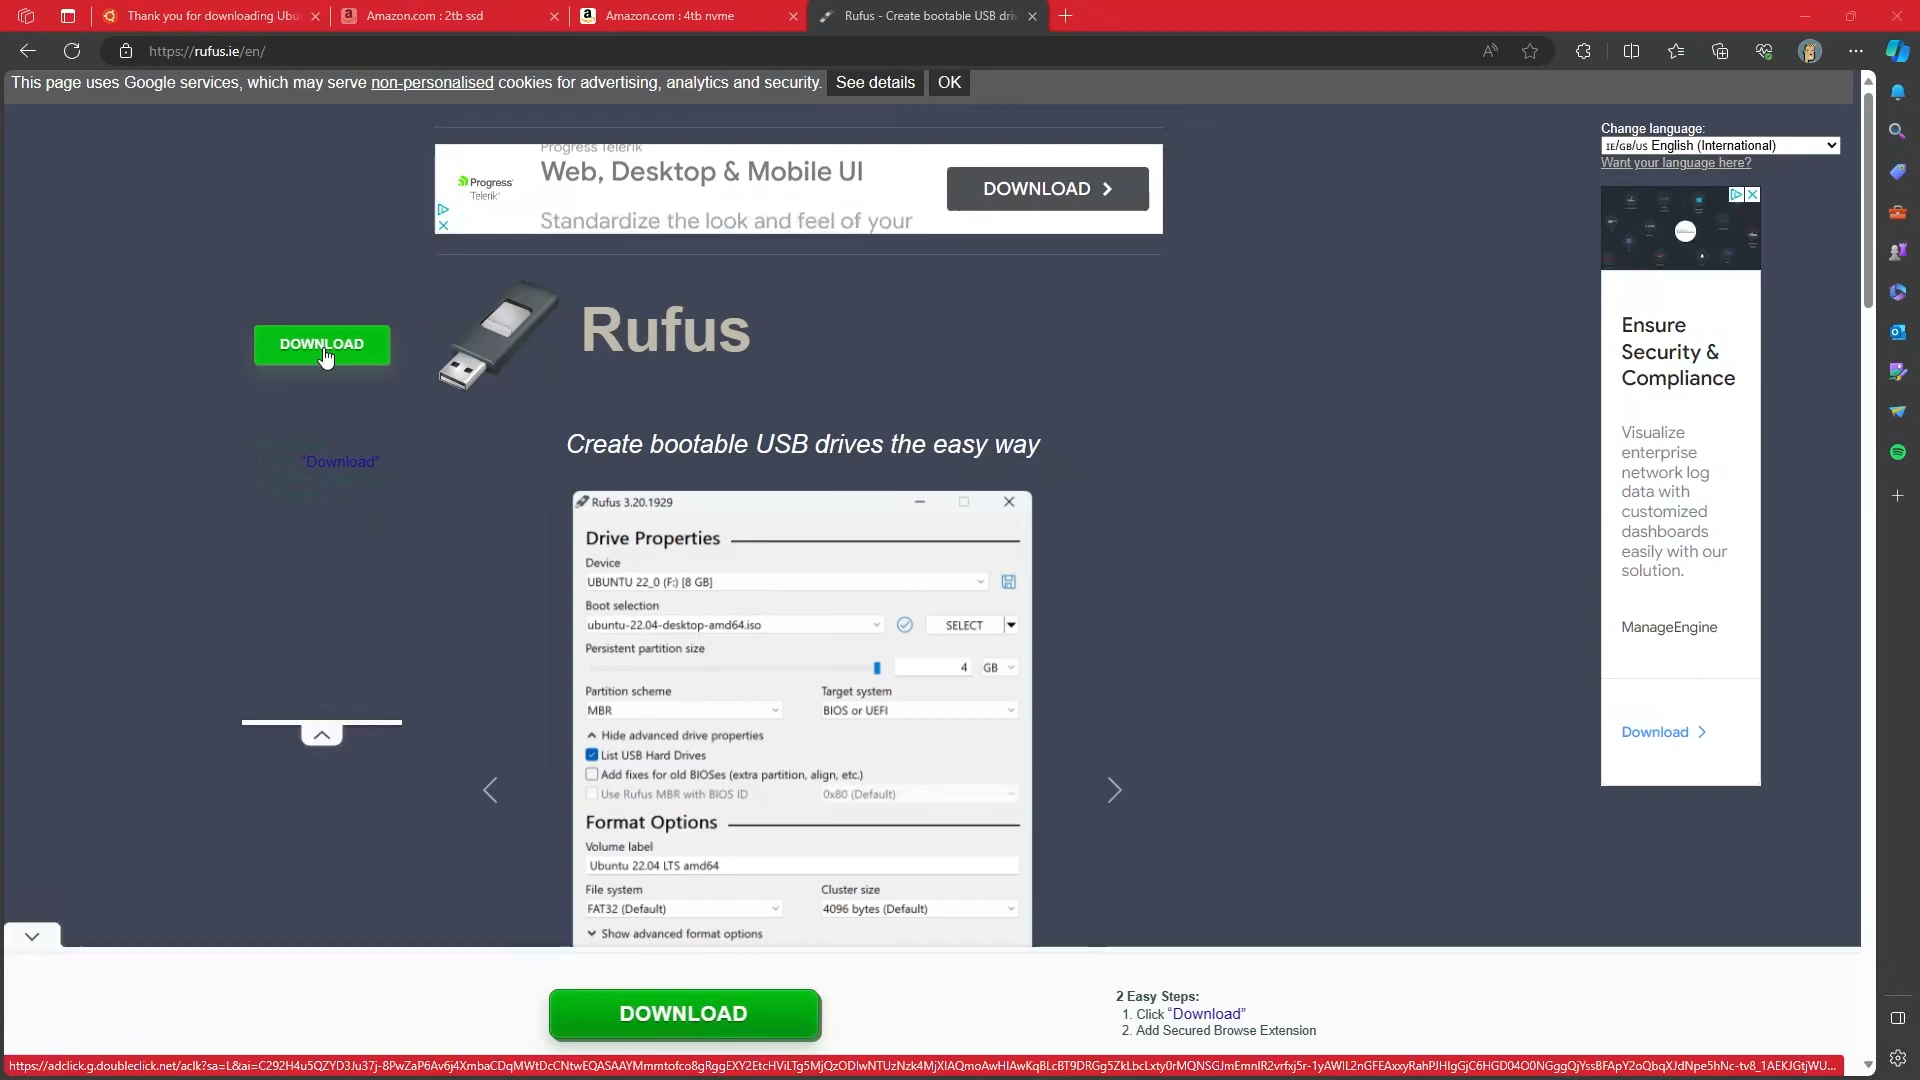 Thank you for downloading Ubu
Amazon.com : 2tb ssd
Amazon.com : 4tb nvme
Rufus - Create bootable USB driv
https://rufus.ie/en/
This page uses Google services, which may serve non-personalised cookies for advertising, analytics and security. See details OK
Change language:
IE/GB/US English (International)
Want your language here?
Progress Telerik
Web, Desktop & Mobile UI
Standardize the look and feel of your
Progress
Telerik
DOWNLOAD
DOWNLOAD
Rufus
Create bootable USB drives the easy way
"Download"
Rufus 3.20.1929
Drive Properties
Device
UBUNTU 22_0 (F:) [8 GB]
Boot selection
ubuntu-22.04-desktop-amd64.iso
SELECT
Persistent partition size
4 GB
Partition scheme Target system
MBR BIOS or UEFI
Hide advanced drive properties
List USB Hard Drives
Add fixes for old BIOSes (extra partition, align, etc.)
Use Rufus MBR with BIOS ID 0x80 (Default)
Format Options
Volume label
Ubuntu 22.04 LTS amd64
File system Cluster size
FAT32 (Default) 4096 bytes (Default)
Show advanced format options
Ensure
Security &
Compliance
Visualize
enterprise
network log
data with
customized
dashboards
easily with our
solution.
ManageEngine
Download
DOWNLOAD
2 Easy Steps:
1. Click "Download"
2. Add Secured Browse Extension